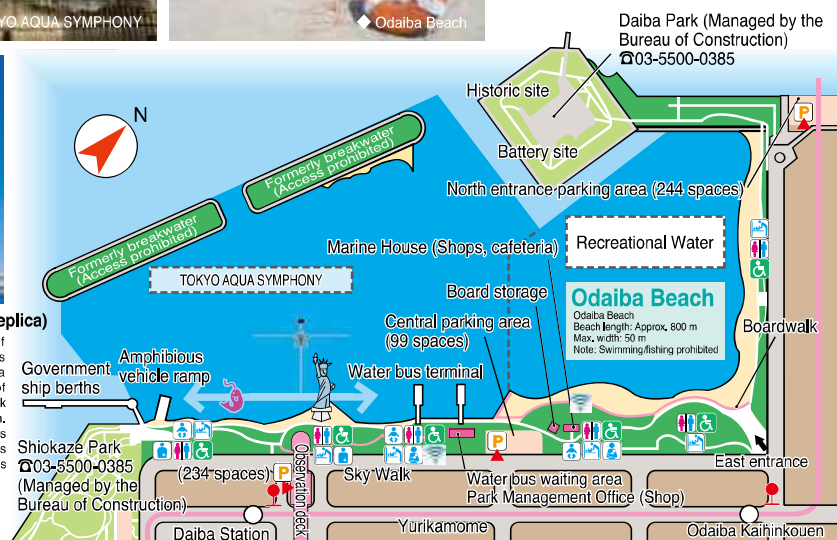 YO AQUA SYMPHONY
◆ Odaiba Beach
Daiba Park (Managed by the
Bureau of Construction)
☎03-5500-0385
Historic site
Battery site
N
P
Formerly breakwater
(Access prohibited)
Formerly breakwater
(Access prohibited)
North entrance parking area (244 spaces)
Recreational Water
Marine House (Shops, cafeteria)
TOKYO AQUA SYMPHONY
Board storage
Odaiba Beach
Odaiba Beach
Beach length: Approx. 800 m
Max. width: 50 m
Note: Swimming/fishing prohibited
Central parking area
(99 spaces)
Boardwalk
eplica)
f
s
a
of
k
n.
s
s
s
Government
ship berths
Amphibious
vehicle ramp
Water bus terminal
P
Shiokaze Park
☎03-5500-0385
(Managed by the
Bureau of Construction)
(234 spaces)
P
Observation deck
Sky Walk
Water bus waiting area
Park Management Office (Shop)
East entrance
Daiba Station
Yurikamome
Odaiba Kaihinkouen